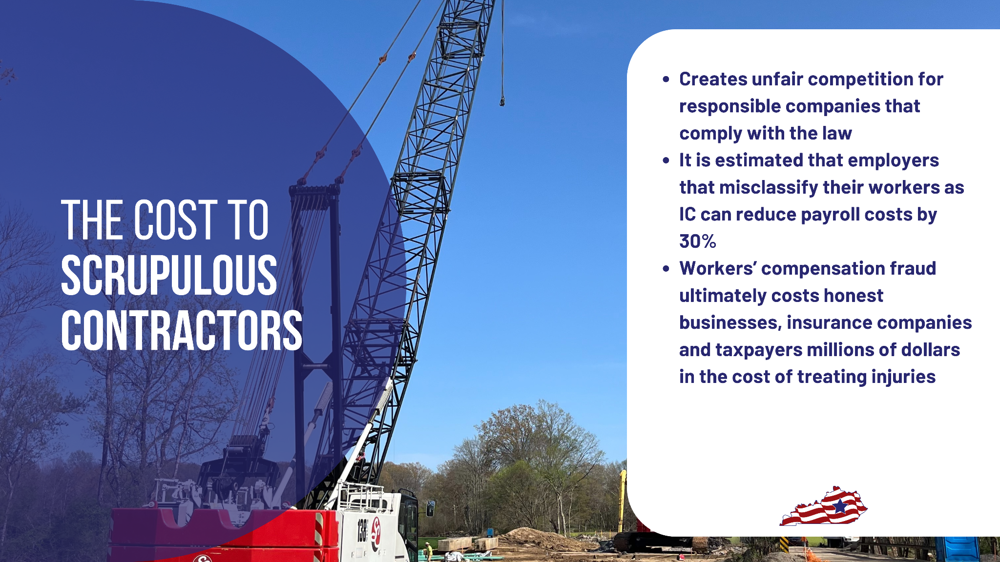 THE COST TO
SCRUPULOUS
CONTRACTORS
• Creates unfair competition for
responsible companies that
comply with the law
• It is estimated that employers
that misclassify their workers as
IC can reduce payroll costs by
30%
• Workers’ compensation fraud
ultimately costs honest
businesses, insurance companies
and taxpayers millions of dollars
in the cost of treating injuries
138